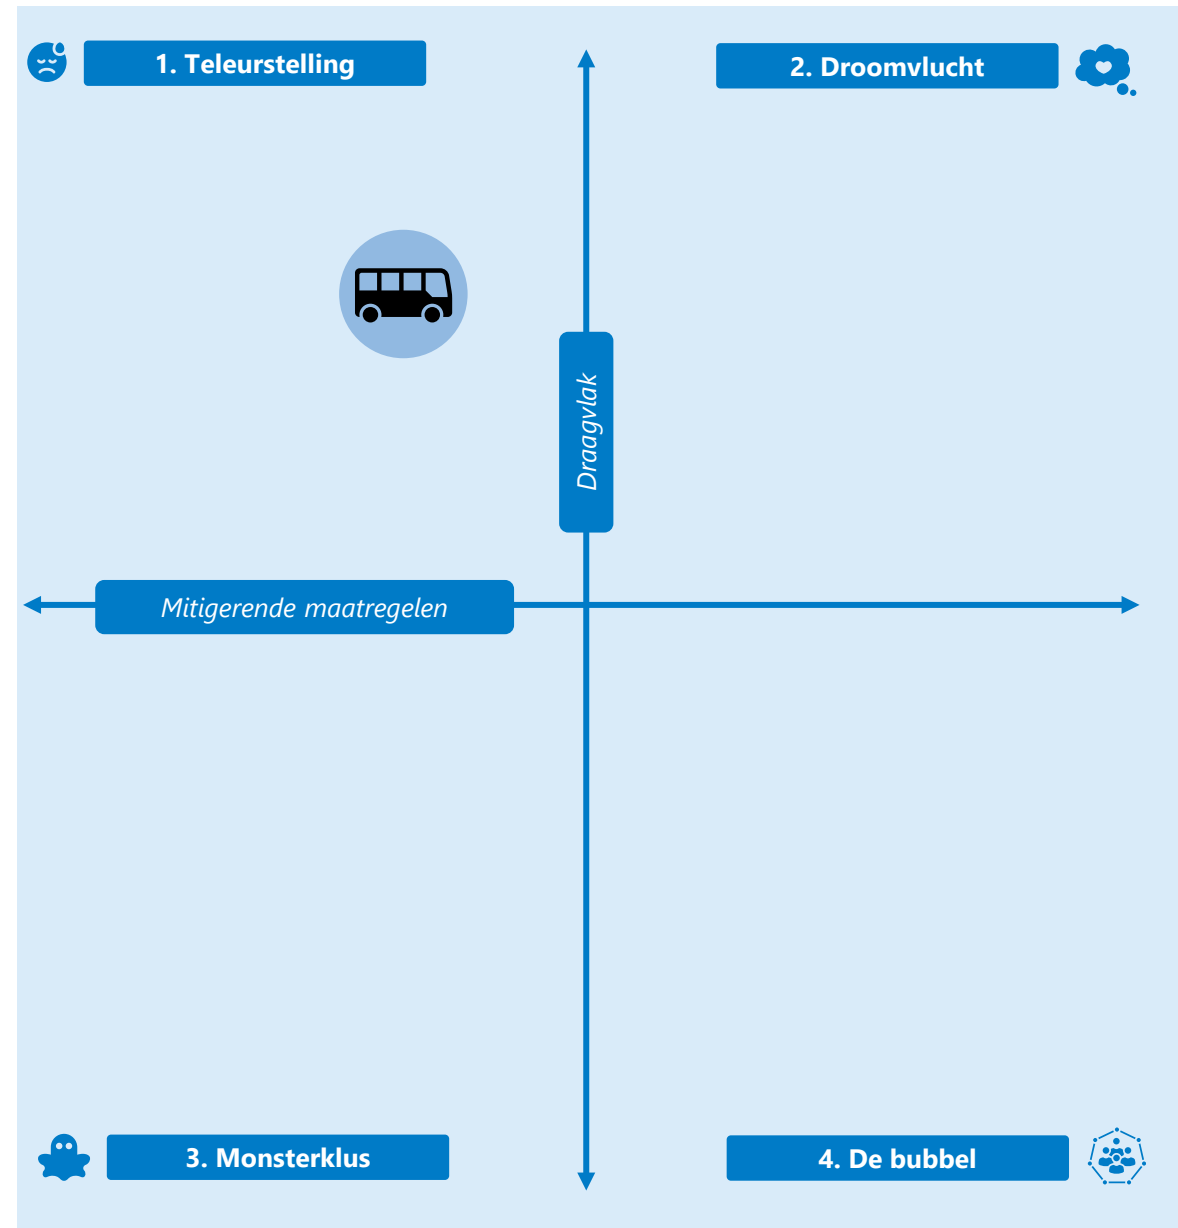 1. Teleurstelling
2. Droomvlucht
Draagvlak
Mitigerende maatregelen
3. Monsterklus
4. De bubbel